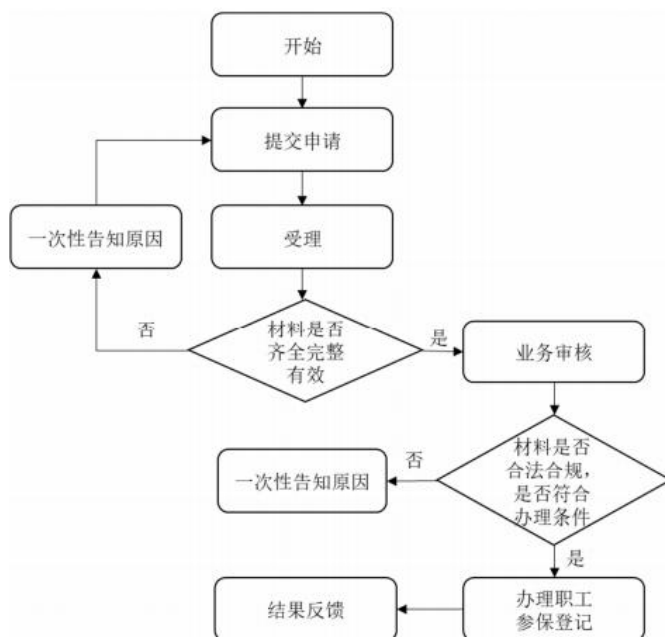 开始
提交申请
一次性告知原因
受理
否
材料是否
齐全完整
有效
是
业务审核
一次性告知原因
否
材料是否
合法合规，
是否符合
办理条件
是
结果反馈
办理职工
参保登记